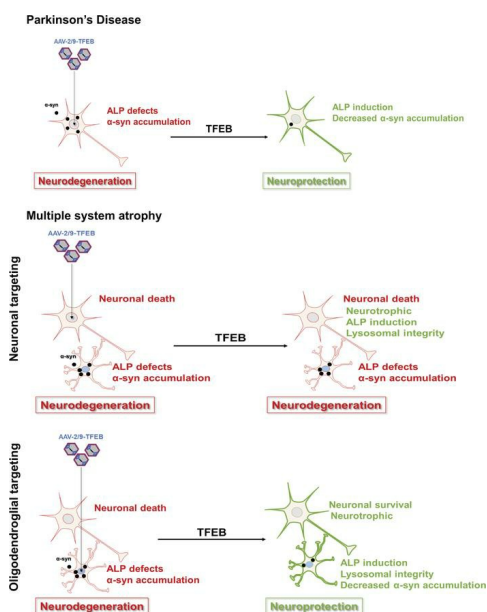 Parkinson's Disease
AAV-2/9-TFEB
α-syn
ALP defects
α-syn accumulation
TFEB
ALP induction
Decreased α-syn accumulation
Neurodegeneration
Neuroprotection
Multiple system atrophy
Neuronal targeting
AAV-2/9-TFEB
Neuronal death
α-syn
ALP defects
α-syn accumulation
TFEB
Neuronal death
Neurotrophic
ALP induction
Lysosomal integrity
ALP defects
α-syn accumulation
Neurodegeneration
Neurodegeneration
Oligodendroglial targeting
AAV-2/9-TFEB
Neuronal death
α-syn
ALP defects
α-syn accumulation
TFEB
Neuronal survival
Neurotrophic
ALP induction
Lysosomal integrity
Decreased α-syn accumulation
Neurodegeneration
Neuroprotection